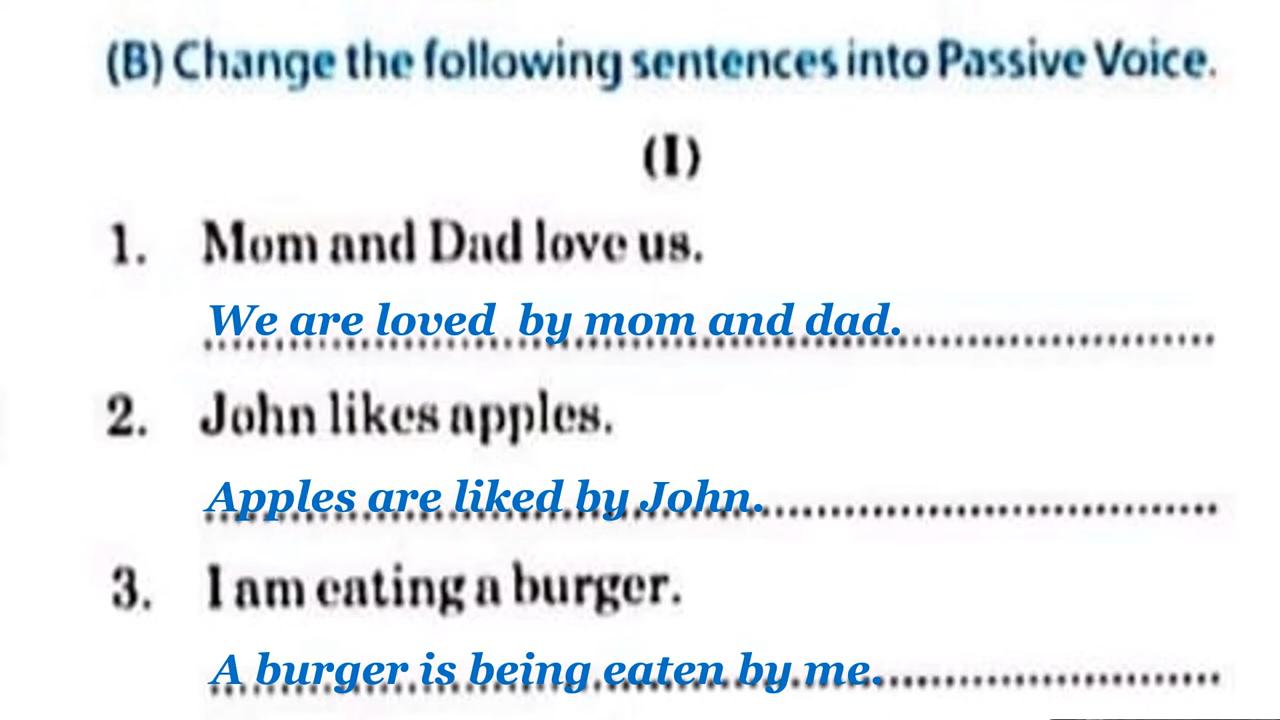 (B) Change the following sentences into Passive Voice.
(I)
1. Mom and Dad love us.
We are loved by mom and dad.
2. John likes apples.
Apples are liked by John.
3. I am eating a burger.
A burger is being eaten by me.